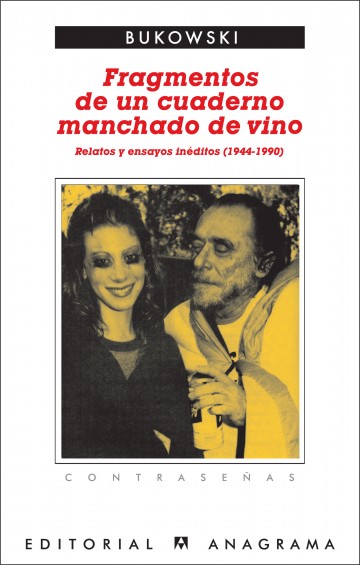 BUKOWSKI
Fragmentos
de un cuaderno
manchado de vino
Relatos y ensayos inéditos (1944-1990)
CONTRASEÑAS
EDITORIAL A ANAGRAMA